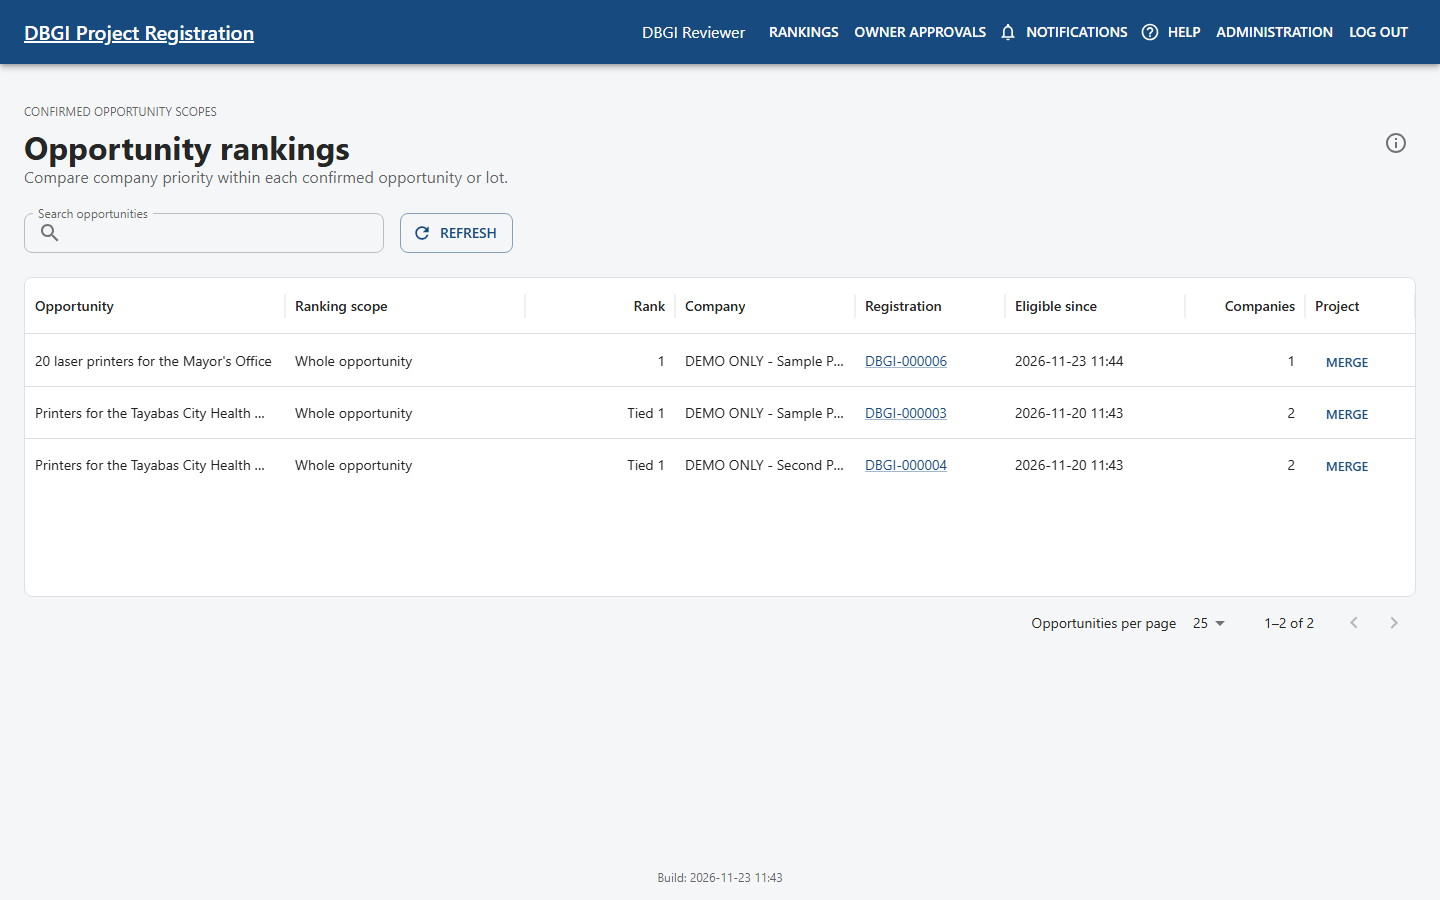 DBGI Project Registration
DBGI Reviewer RANKINGS OWNER APPROVALS NOTIFICATIONS HELP ADMINISTRATION LOG OUT
CONFIRMED OPPORTUNITY SCOPES
Opportunity rankings
Compare company priority within each confirmed opportunity or lot.
Search opportunities
REFRESH
Opportunity Ranking scope Rank Company Registration Eligible since Companies Project
20 laser printers for the Mayor's Office Whole opportunity 1 DEMO ONLY - Sample P... DBGI-000006 2026-11-23 11:44 1 MERGE
Printers for the Tayabas City Health ... Whole opportunity Tied 1 DEMO ONLY - Sample P... DBGI-000003 2026-11-20 11:43 2 MERGE
Printers for the Tayabas City Health ... Whole opportunity Tied 1 DEMO ONLY - Second P... DBGI-000004 2026-11-20 11:43 2 MERGE
Opportunities per page 25 1–2 of 2
Build: 2026-11-23 11:43